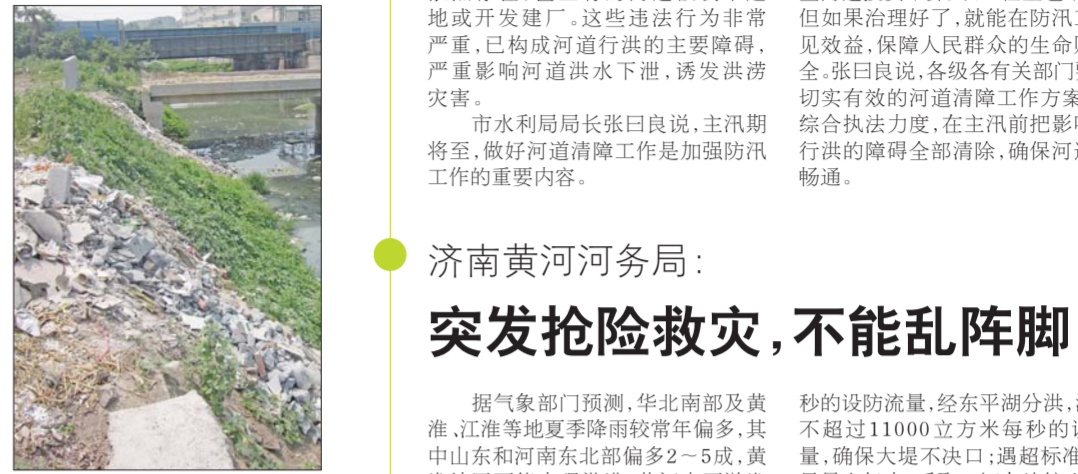 地或开发建厂。这些违法行为非常
严重,已构成河道行洪的主要障碍,
严重影响河道洪水下泄,诱发洪涝
灾害。
市水利局局长张曰良说,主汛期
将至,做好河道清障工作是加强防汛
工作的重要内容。
但如果治理好了,就能在防汛
见效益,保障人民群众的生命
全。张曰良说,各级各有关部门
切实有效的河道清障工作方案
综合执法力度,在主汛前把影
行洪的障碍全部清除,确保河
畅通。
济南黄河河务局:
突发抢险救灾,不能乱阵脚
据气象部门预测,华北南部及黄
淮、江淮等地夏季降雨较常年偏多,其
中山东和河南东北部偏多2~5成,黄
秒的设防流量,经东平湖分洪,
不超过11000立方米每秒的
量,确保大堤不决口;遇超标